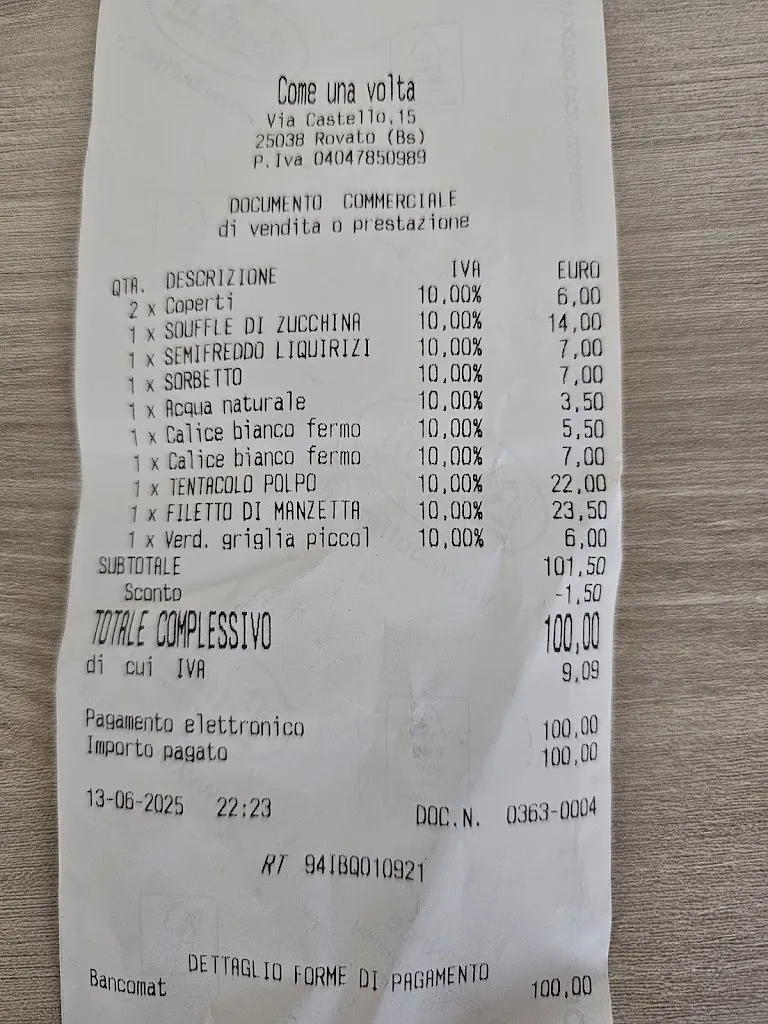 Come una volta
Via Castello,15
25038 Rovato (Bs)
P.Iva 04047850989
DOCUMENTO COMMERCIALE
di vendita o prestazione
QTA. DESCRIZIONE IVA EURO
2 x Coperti 10,00% 6,00
1 x SOUFFLE DI ZUCCHINA 10,00% 14,00
1 x SEMIFREDDO LIQUIRIZI 10,00% 7,00
1 x SORBETTO 10,00% 7,00
1 x Acqua naturale 10,00% 3,50
1 x Calice bianco fermo 10,00% 5,50
1 x Calice bianco fermo 10,00% 7,00
1 x TENTACOLO POLPO 10,00% 22,00
1 x FILETTO DI MANZETTA 10,00% 23,50
1 x Verd. griglia piccol 10,00% 6,00
SUBTOTALE 101,50
Sconto -1,50
TOTALE COMPLESSIVO 100,00
di cui IVA 9,09
Pagamento elettronico 100,00
Importo pagato 100,00
13-06-2025 22:23 DOC.N. 0363-0004
RT 94IBQ010921
DETTAGLIO FORME DI PAGAMENTO
Bancomat 100,00